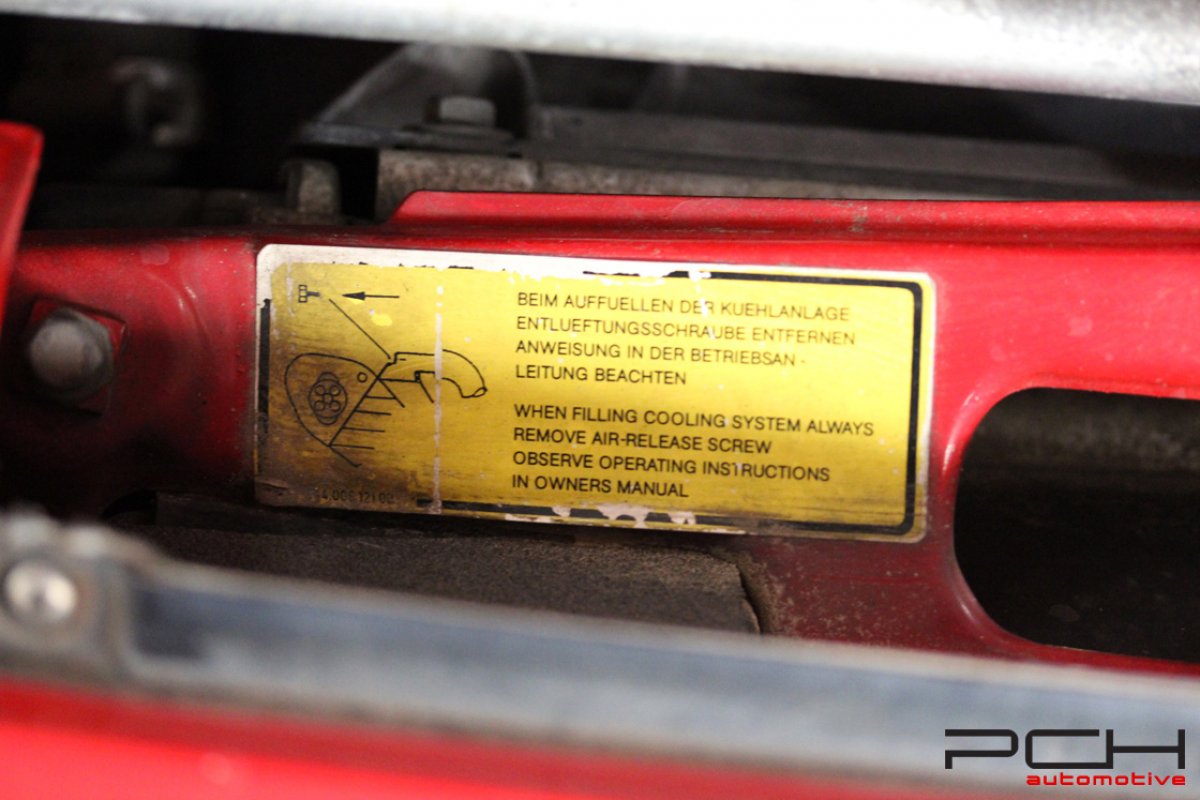 BEIM AUFFUELLEN DER KUEHLANLAGE
ENTLUEFTUNGSSCHRAUBE ENTFERNEN
ANWEISUNG IN DER BETRIEBSAN -
LEITUNG BEACHTEN
WHEN FILLING COOLING SYSTEM ALWAYS
REMOVE AIR-RELEASE SCREW
OBSERVE OPERATING INSTRUCTIONS
IN OWNERS MANUAL
PCH
automotive